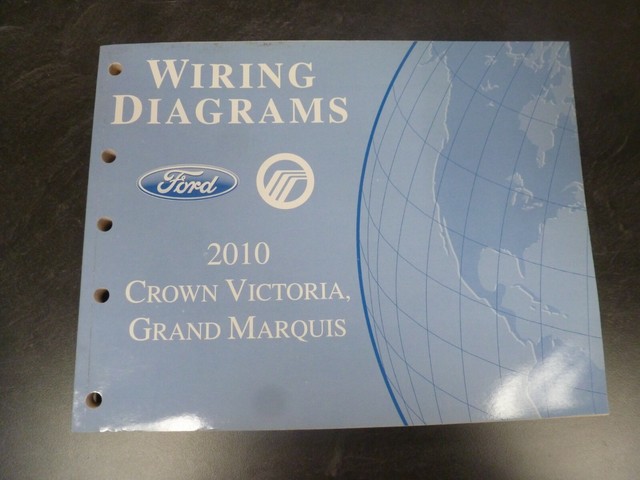 WIRING
DIAGRAMS
Ford
2010
CROWN VICTORIA,
GRAND MARQUIS